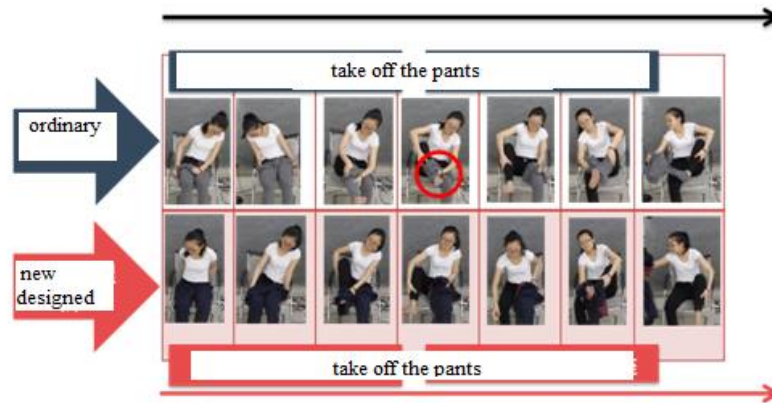 take off the pants
ordinary
new
designed
take off the pants